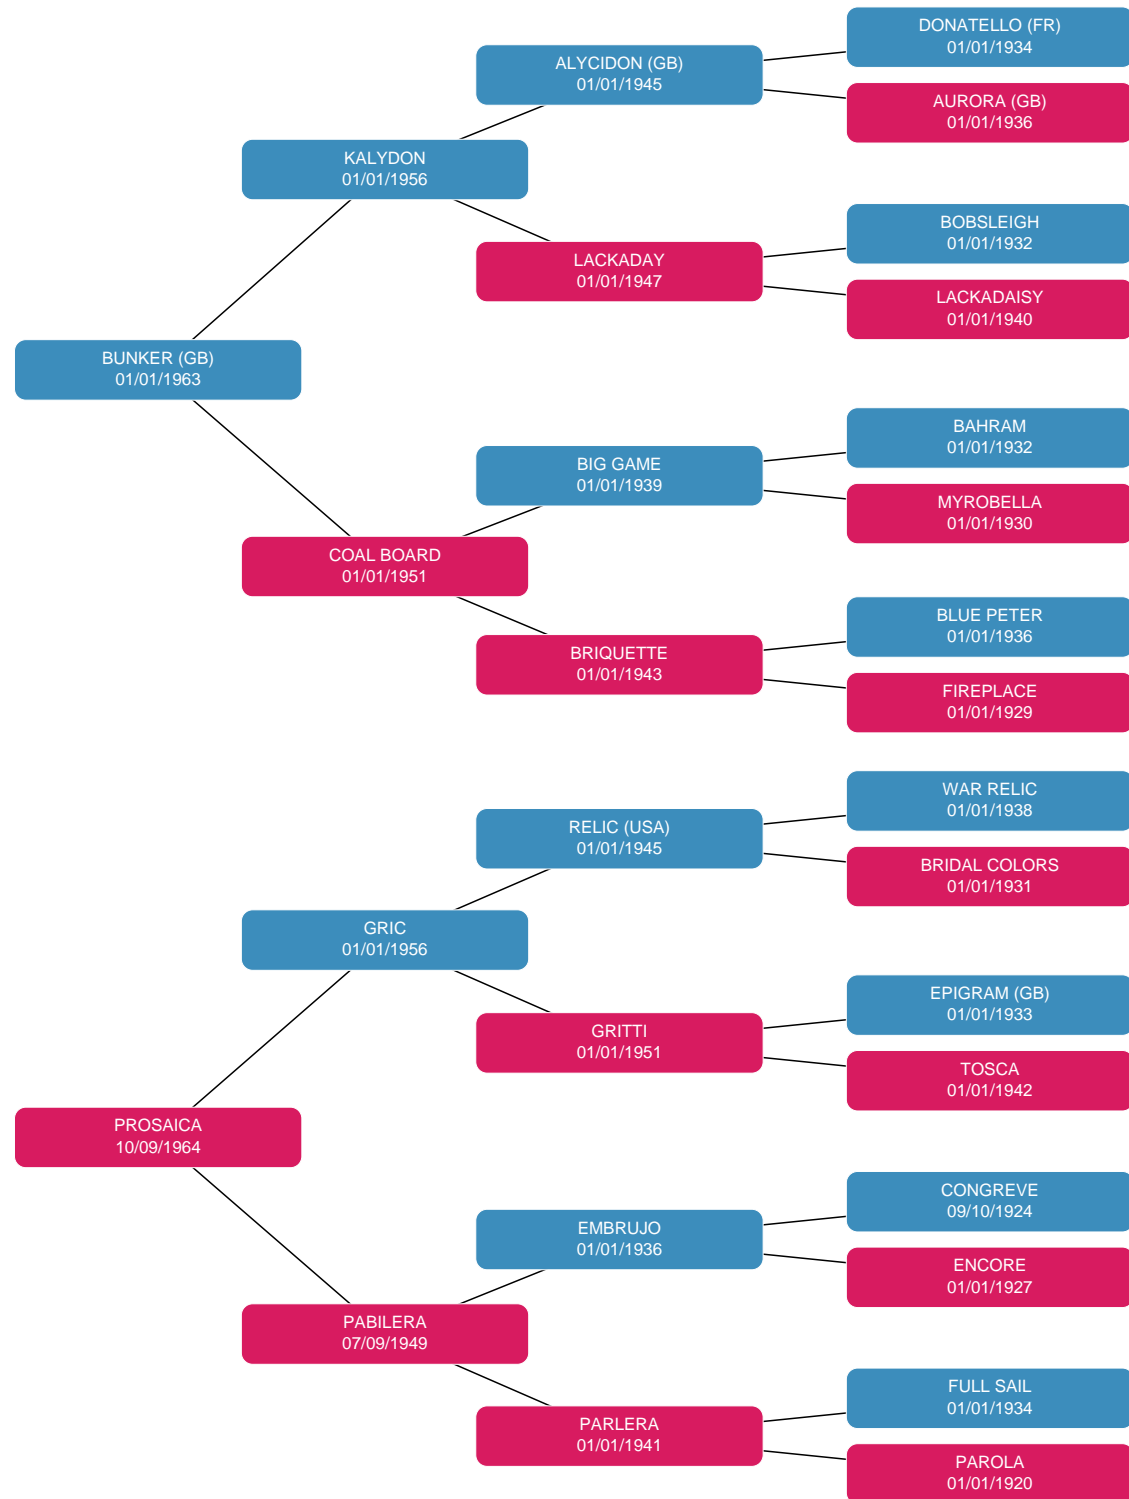 DONATELLO (FR)
01/01/1934
ALYCIDON (GB)
01/01/1945
AURORA (GB)
01/01/1936
KALYDON
01/01/1956
BOBSLEIGH
01/01/1932
LACKADAY
01/01/1947
LACKADAISY
01/01/1940
BUNKER (GB)
01/01/1963
BAHRAM
01/01/1932
BIG GAME
01/01/1939
MYROBELLA
01/01/1930
COAL BOARD
01/01/1951
BLUE PETER
01/01/1936
BRIQUETTE
01/01/1943
FIREPLACE
01/01/1929
WAR RELIC
01/01/1938
RELIC (USA)
01/01/1945
BRIDAL COLORS
01/01/1931
GRIC
01/01/1956
EPIGRAM (GB)
01/01/1933
GRITTI
01/01/1951
TOSCA
01/01/1942
PROSAICA
10/09/1964
CONGREVE
09/10/1924
EMBRUJO
01/01/1936
ENCORE
01/01/1927
PABILERA
07/09/1949
FULL SAIL
01/01/1934
PARLERA
01/01/1941
PAROLA
01/01/1920